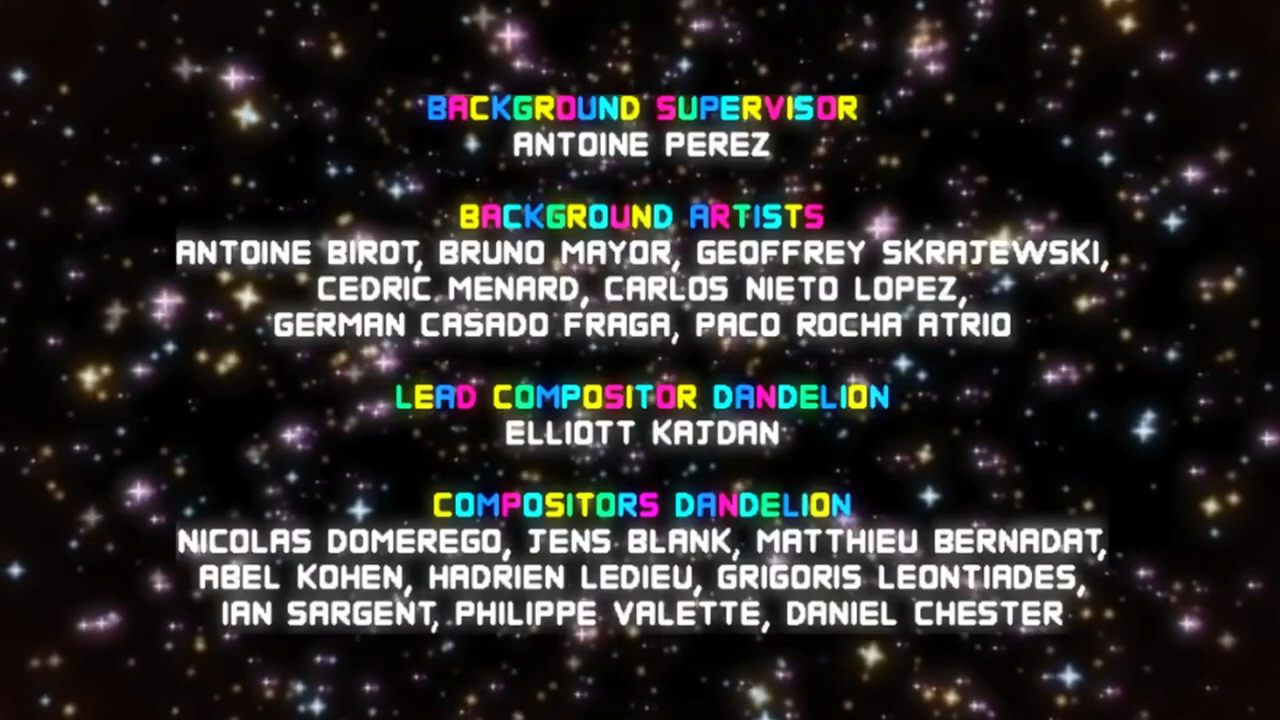 BACKGROUND SUPERVISOR
ANTOINE PEREZ
BACKGROUND ARTISTS
ANTOINE BIROT, BRUNO MAYOR, GEOFFREY SKRAJEWSKI,
CEDRIC MENARD, CARLOS NIETO LOPEZ,
GERMAN CASADO FRAGA, PACO ROCHA ATRIO
LEAD COMPOSITOR DANDELION
ELLIOTT KAJDAN
COMPOSITORS DANDELION
NICOLAS DOMEREGO, JENS BLANK, MATTHIEU BERNADAT,
ABEL KOHEN, HADRIEN LEDIEU, GRIGORIS LEONTIADES,
IAN SARGENT, PHILIPPE VALETTE, DANIEL CHESTER